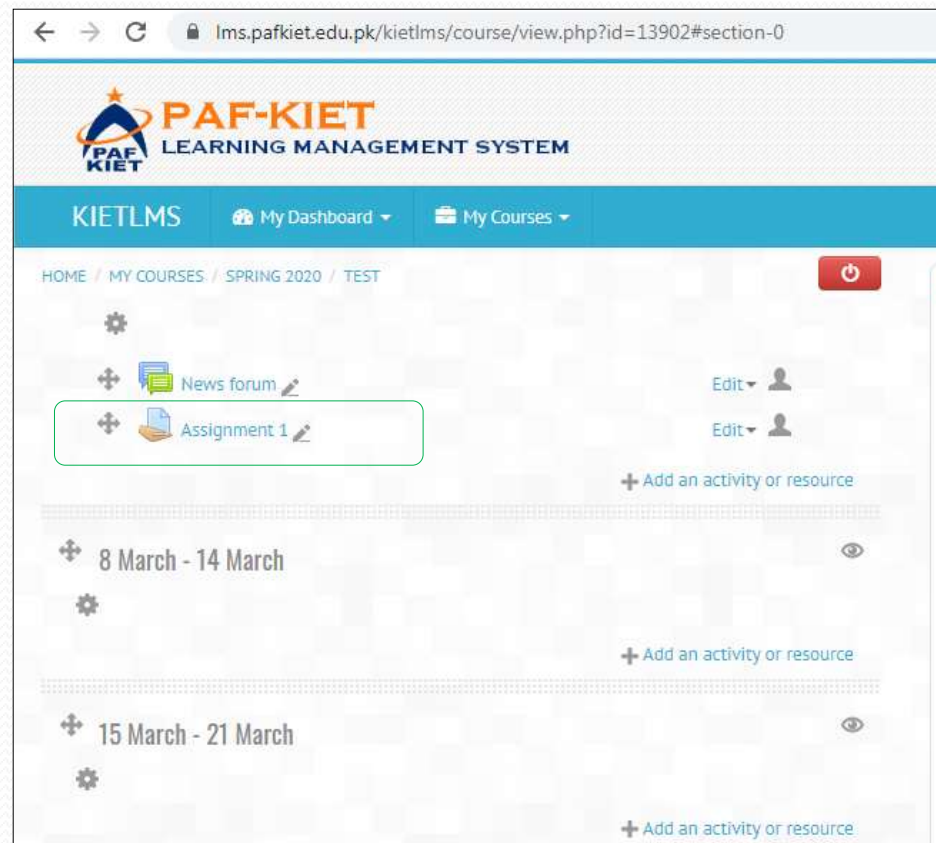 lms.pafkiet.edu.pk/kietlms/course/view.php?id=13902#section-0
PAF-KIET
LEARNING MANAGEMENT SYSTEM
PAF
KIET
KIETLMS My Dashboard My Courses
HOME / MY COURSES / SPRING 2020 / TEST
News forum Edit
Assignment 1 Edit
Add an activity or resource
8 March - 14 March
Add an activity or resource
15 March - 21 March
Add an activity or resource